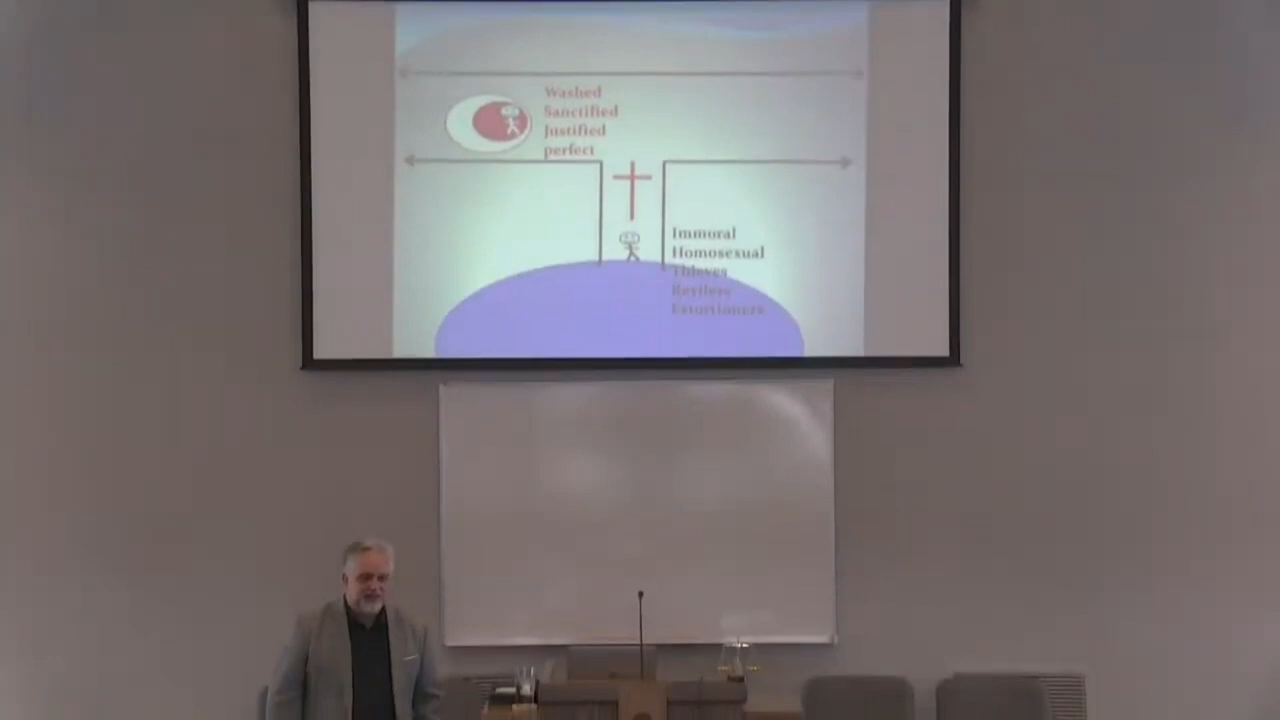 Washed
Sanctified
Justified
perfect
Immoral
Homosexual
Thieves
Revilers
Extortioners